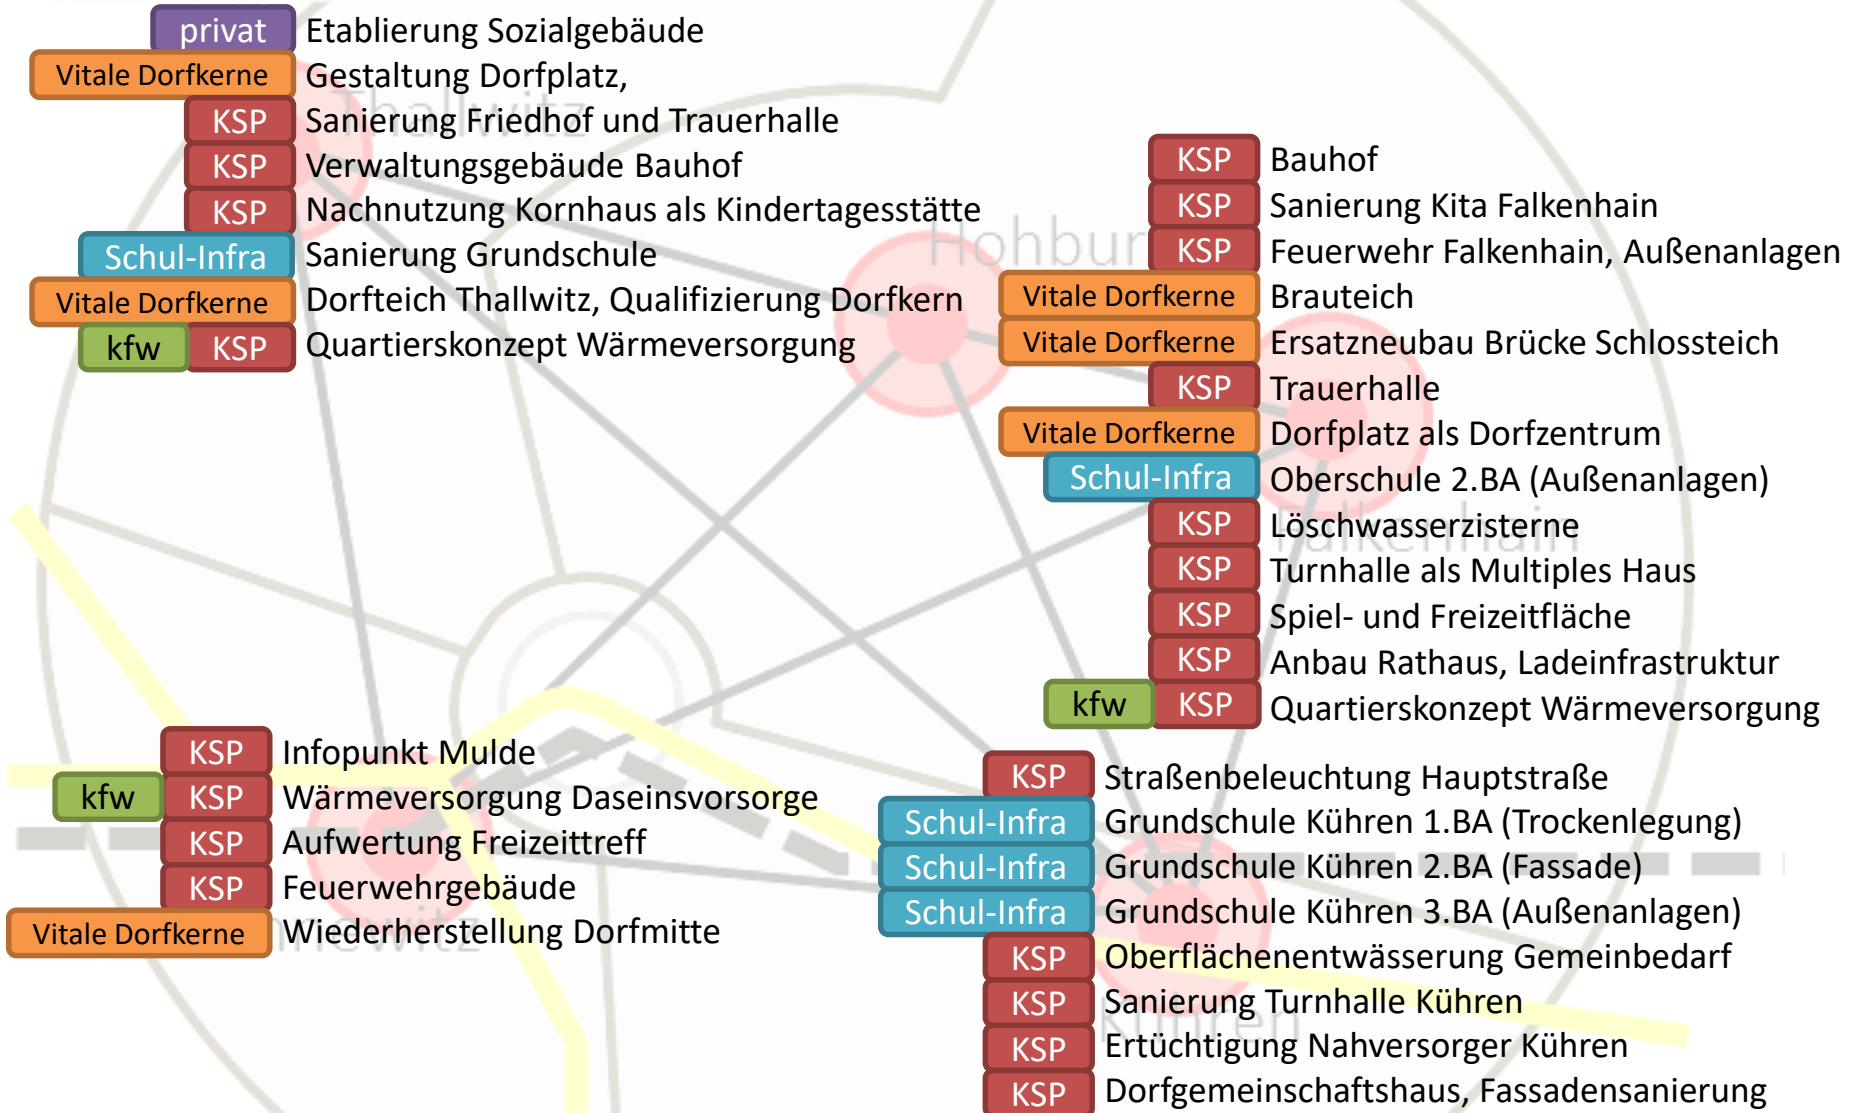 privat Etablierung Sozialgebäude
Vitale Dorfkerne Gestaltung Dorfplatz,
KSP Sanierung Friedhof und Trauerhalle
KSP Verwaltungsgebäude Bauhof
KSP Nachnutzung Kornhaus als Kindertagesstätte
Schul-Infra Sanierung Grundschule
Vitale Dorfkerne Dorfteich Thallwitz, Qualifizierung Dorfkern
kfw KSP Quartierskonzept Wärmeversorgung
Thallwitz
KSP Bauhof
KSP Sanierung Kita Falkenhain
KSP Feuerwehr Falkenhain, Außenanlagen
Vitale Dorfkerne Brauteich
Vitale Dorfkerne Ersatzneubau Brücke Schlossteich
KSP Trauerhalle
Vitale Dorfkerne Dorfplatz als Dorfzentrum
Schul-Infra Oberschule 2.BA (Außenanlagen)
KSP Löschwasserzisterne
KSP Turnhalle als Multiples Haus
KSP Spiel- und Freizeitfläche
KSP Anbau Rathaus, Ladeinfrastruktur
kfw KSP Quartierskonzept Wärmeversorgung
Hohbur
Falkenhain
KSP Infopunkt Mulde
kfw KSP Wärmeversorgung Daseinsvorsorge
KSP Aufwertung Freizeittreff
KSP Feuerwehrgebäude
Vitale Dorfkerne Wiederherstellung Dorfmitte
KSP Straßenbeleuchtung Hauptstraße
Schul-Infra Grundschule Kühren 1.BA (Trockenlegung)
Schul-Infra Grundschule Kühren 2.BA (Fassade)
Schul-Infra Grundschule Kühren 3.BA (Außenanlagen)
KSP Oberflächenentwässerung Gemeinbedarf
KSP Sanierung Turnhalle Kühren
KSP Ertüchtigung Nahversorger Kühren
KSP Dorfgemeinschaftshaus, Fassadensanierung
Kühren